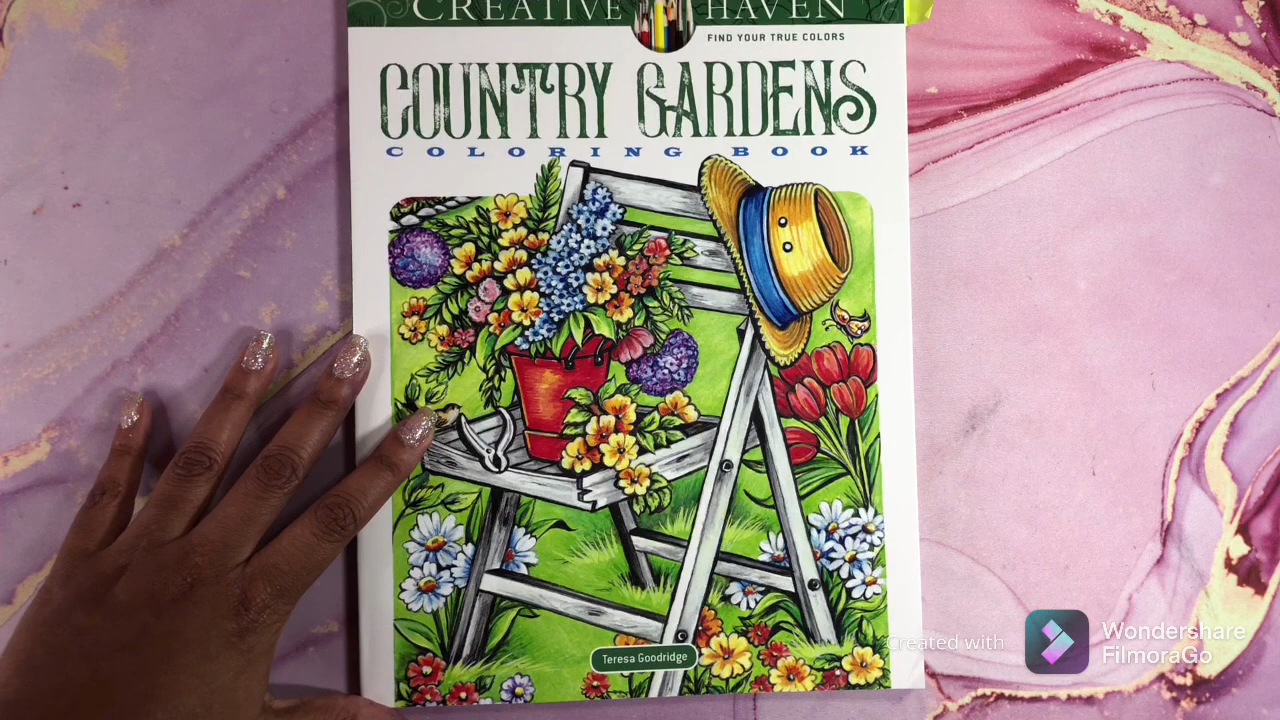 CREATIVE HAVEN
FIND YOUR TRUE COLORS
COUNTRY GARDENS
COLORING BOOK
Teresa Goodridge
Created with
Wondershare
FilmoraGo